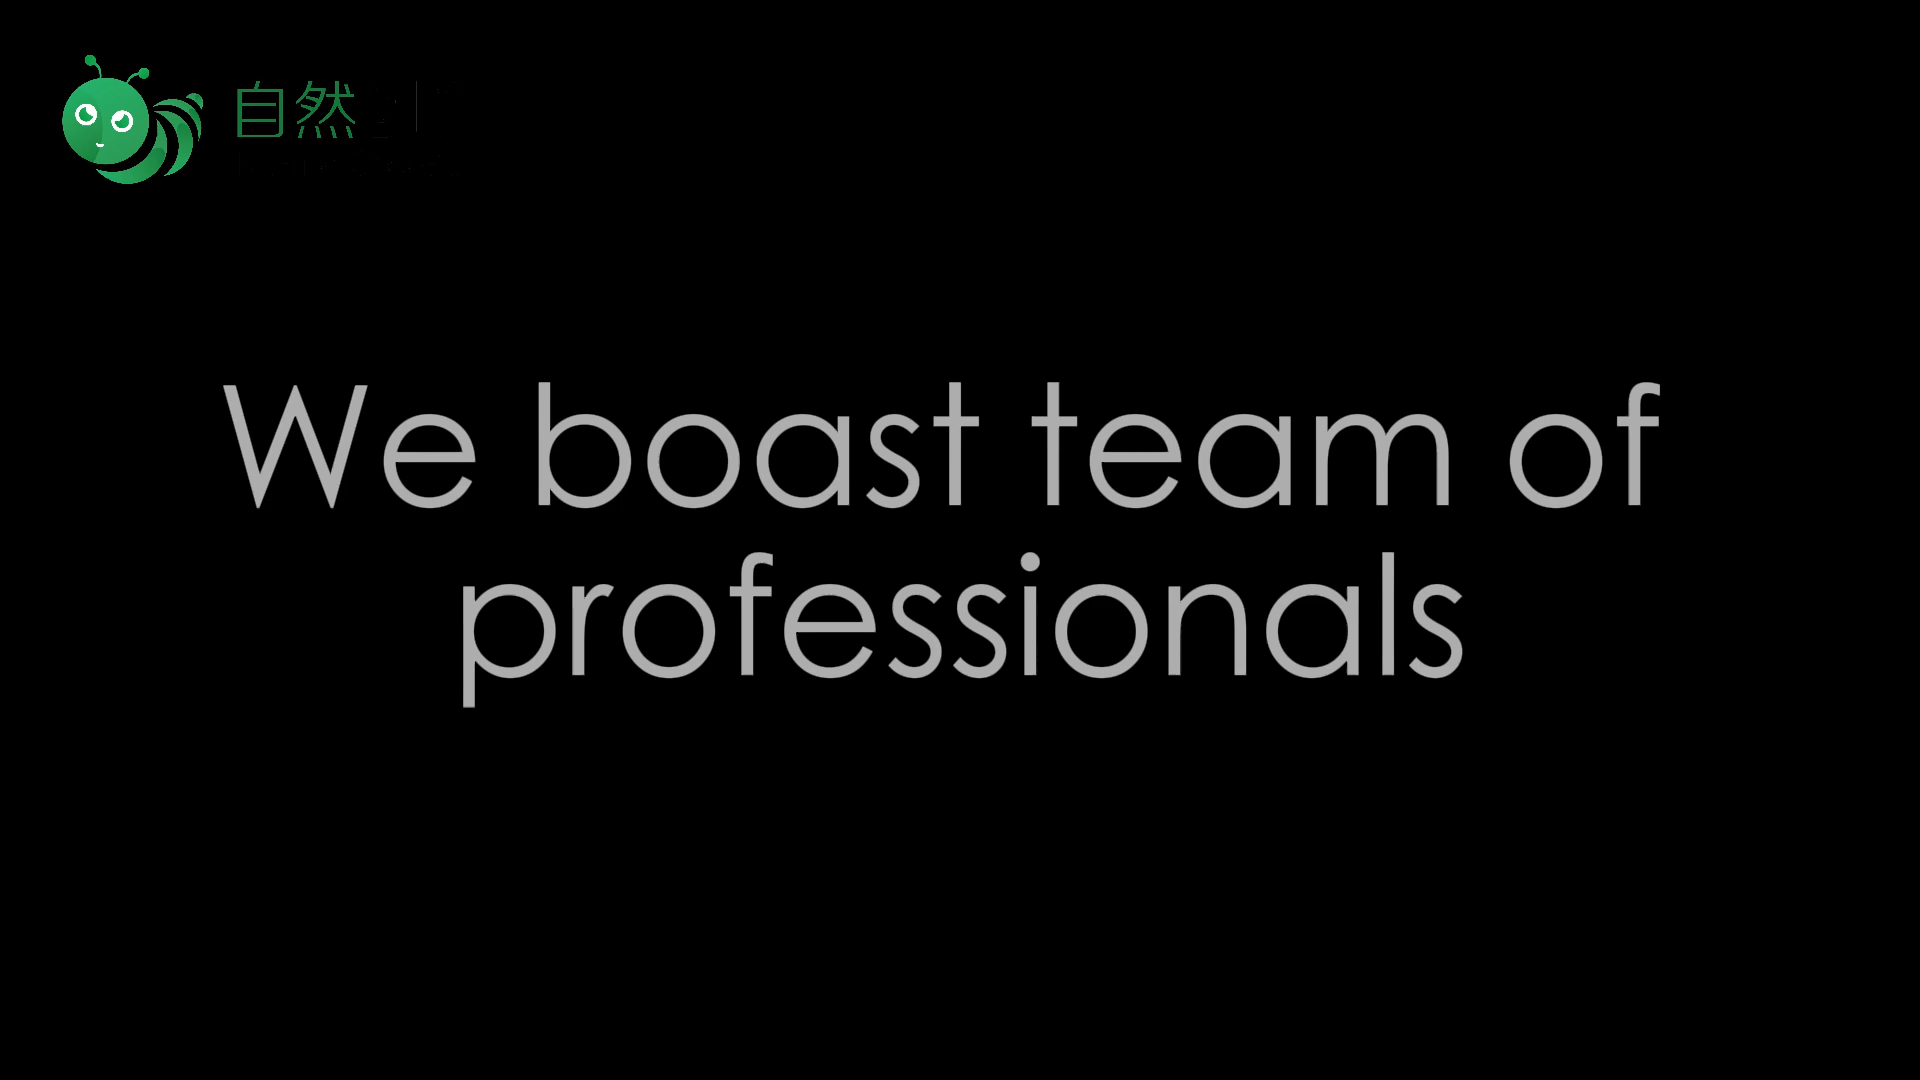 自然
We boast team of
professionals